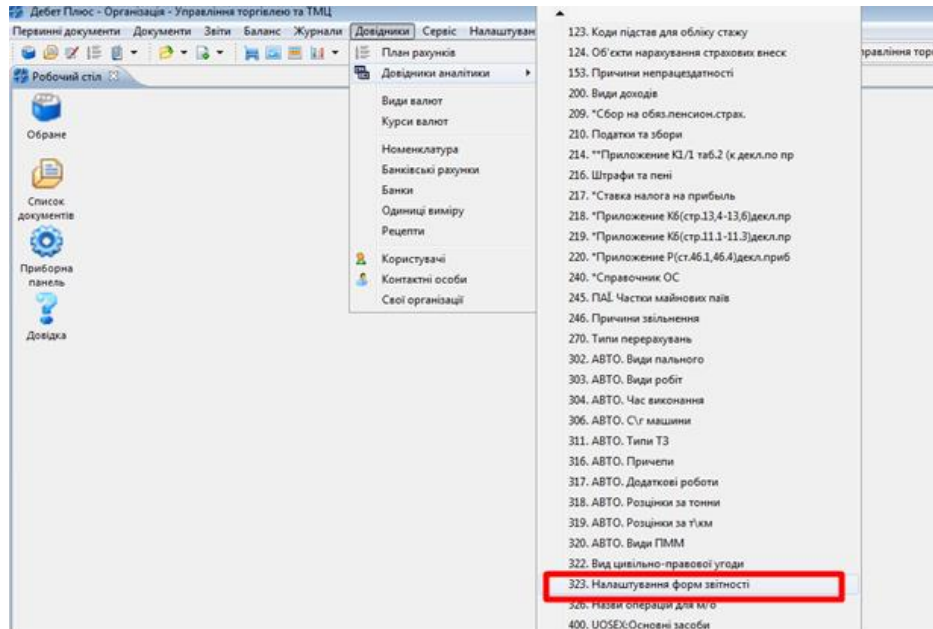 Дебет Плюс - Організація - Управління торгівлею та ТМЦ
Первинні документи Документи Звіти Баланс Журнали Довідники Сервіс Налаштуван
Робочий стіл
Обране
Список
документів
Приборна
панель
Довідка
План рахунків
Довідники аналітики
Види валют
Курси валют
Номенклатура
Банківські рахунки
Банки
Одиниці виміру
Рецепти
Користувачі
Контактні особи
Свої організації
123. Коди підстав для обліку стажу
124. Об'єкти нарахування страхових внеск
153. Причини непрацездатності
200. Види доходів
209. *Сбор на обяз.пенсион.страх.
210. Податки та збори
214. **Приложение К1/1 таб.2 (к декл.по пр
216. Штрафи та пені
217. *Ставка налога на прибыль
218. *Приложение К6(стр.13,4-13,6)декл.пр
219. *Приложение К6(стр.11.1-11.3)декл.пр
220. *Приложение Р(ст.46.1,46.4)декл.приб
240. *Справочник ОС
245. ПАЇ. Частки майнових паїв
246. Причини звільнення
270. Типи перерахувань
302. АВТО. Види пального
303. АВТО. Види робіт
304. АВТО. Час виконання
306. АВТО. С\г машини
311. АВТО. Типи ТЗ
316. АВТО. Причепи
317. АВТО. Додаткові роботи
318. АВТО. Розцінки за тонни
319. АВТО. Розцінки за т\км
320. АВТО. Види ПММ
322. Вид цивільно-правової угоди
323. Налаштування форм звітності
326. Назви операцій для м/о
400. UOSEX:Основні засоби
правління тор